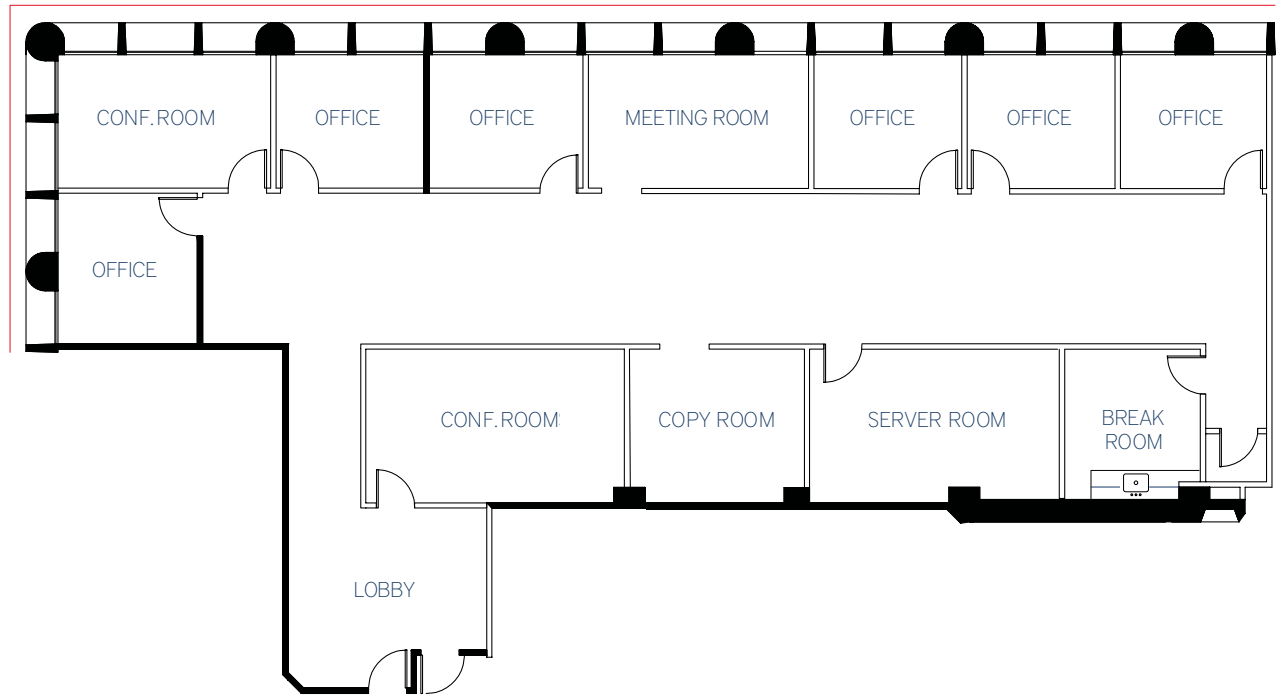 CONF. ROOM
OFFICE
OFFICE
MEETING ROOM
OFFICE
OFFICE
OFFICE
OFFICE
CONF. ROOM
COPY ROOM
SERVER ROOM
BREAK
ROOM
LOBBY